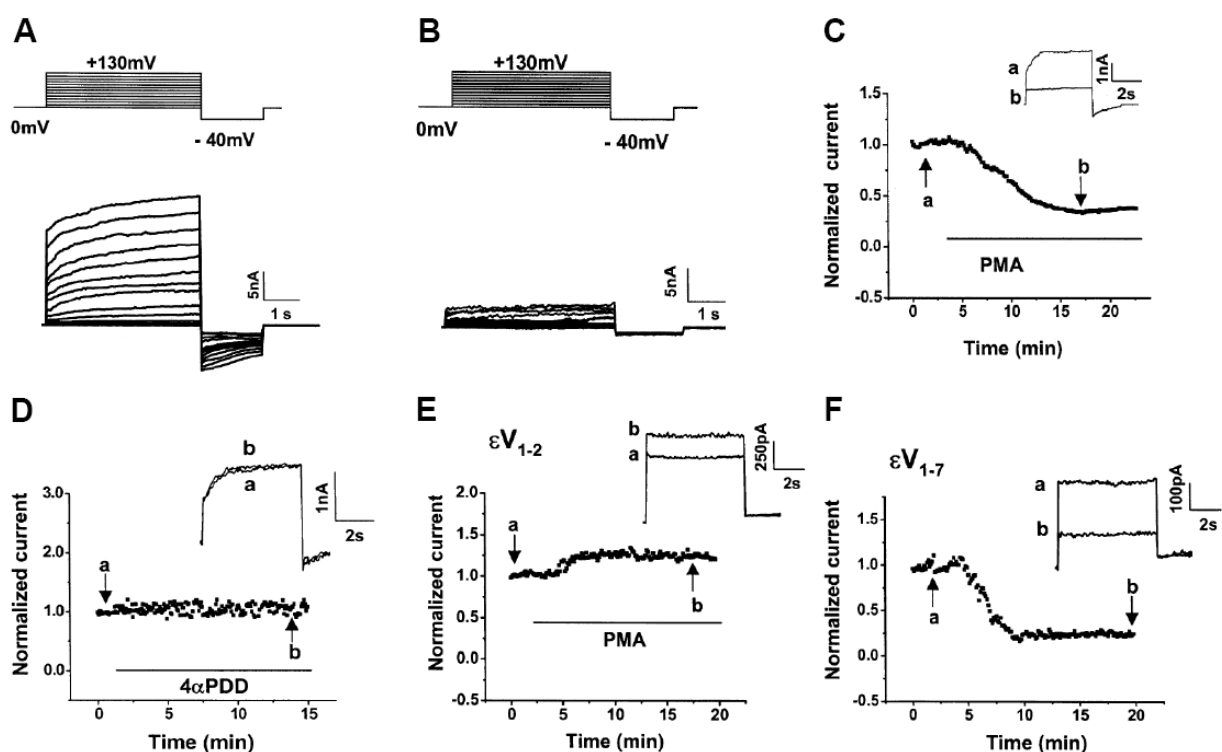 A
+130mV
0mV
- 40mV
5nA
1 s
B
+130mV
0mV
- 40mV
5nA
1 s
C
a
b
1nA
2s
Normalized current
1.5
1.0
0.5
0.0
-0.5
a
b
PMA
0
5
10
15
20
Time (min)
D
b
a
1nA
2s
Normalized current
3.0
2.0
1.0
0.0
a
b
4αPDD
0
5
10
15
Time (min)
E
εV1-2
b
a
250pA
2s
Normalized current
2.0
1.5
1.0
0.5
0.0
-0.5
a
b
PMA
0
5
10
15
20
Time (min)
F
εV1-7
a
b
100pA
2s
Normalized current
1.5
1.0
0.5
0.0
-0.5
a
b
0
5
10
15
20
Time (min)